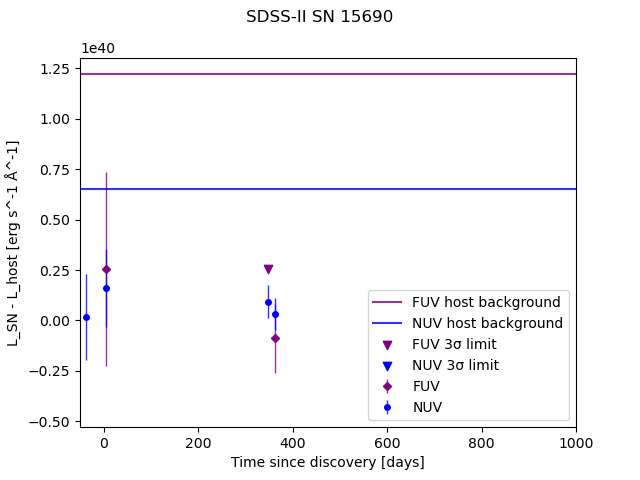 SDSS-II SN 15690
1e40
1.25
1.00
0.75
0.50
0.25
0.00
−0.25
−0.50
L_SN - L_host [erg s^-1 Å^-1]
FUV host background
NUV host background
FUV 3σ limit
NUV 3σ limit
FUV
NUV
0 200 400 600 800 1000
Time since discovery [days]